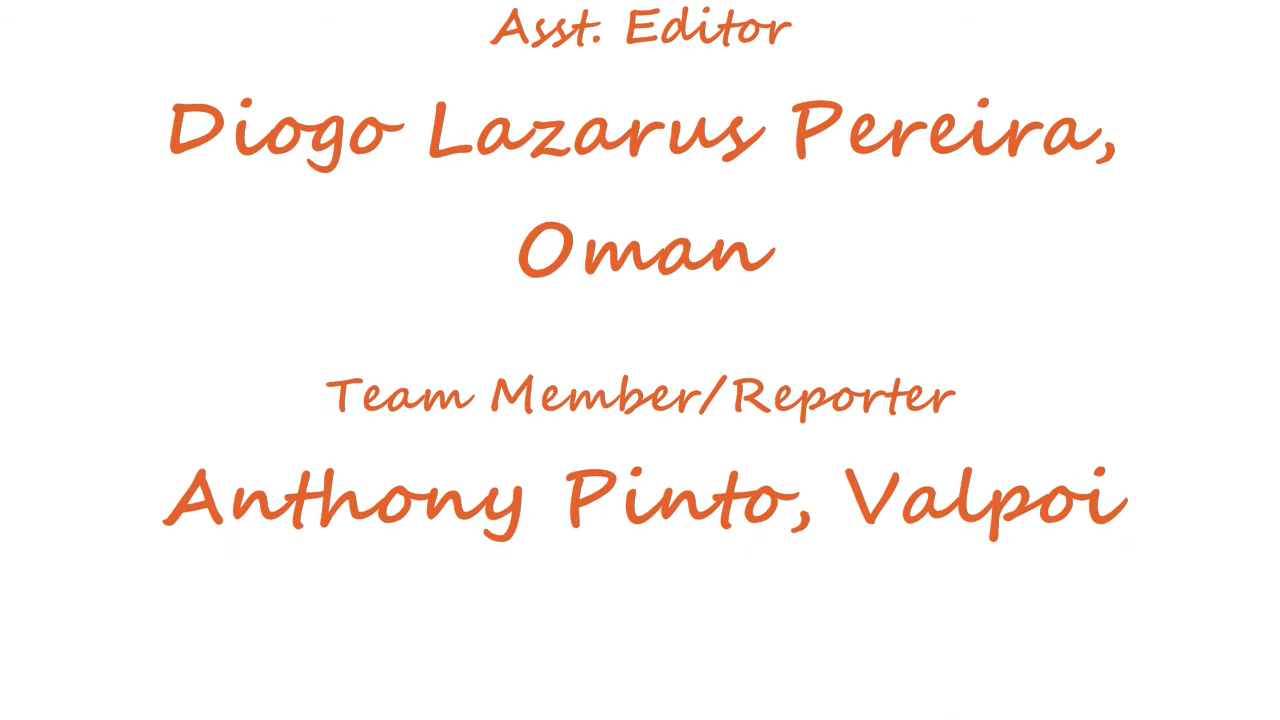 Asst. Editor
Diogo Lazarus Pereira,
Oman
Team Member/Reporter
Anthony Pinto, Valpoi